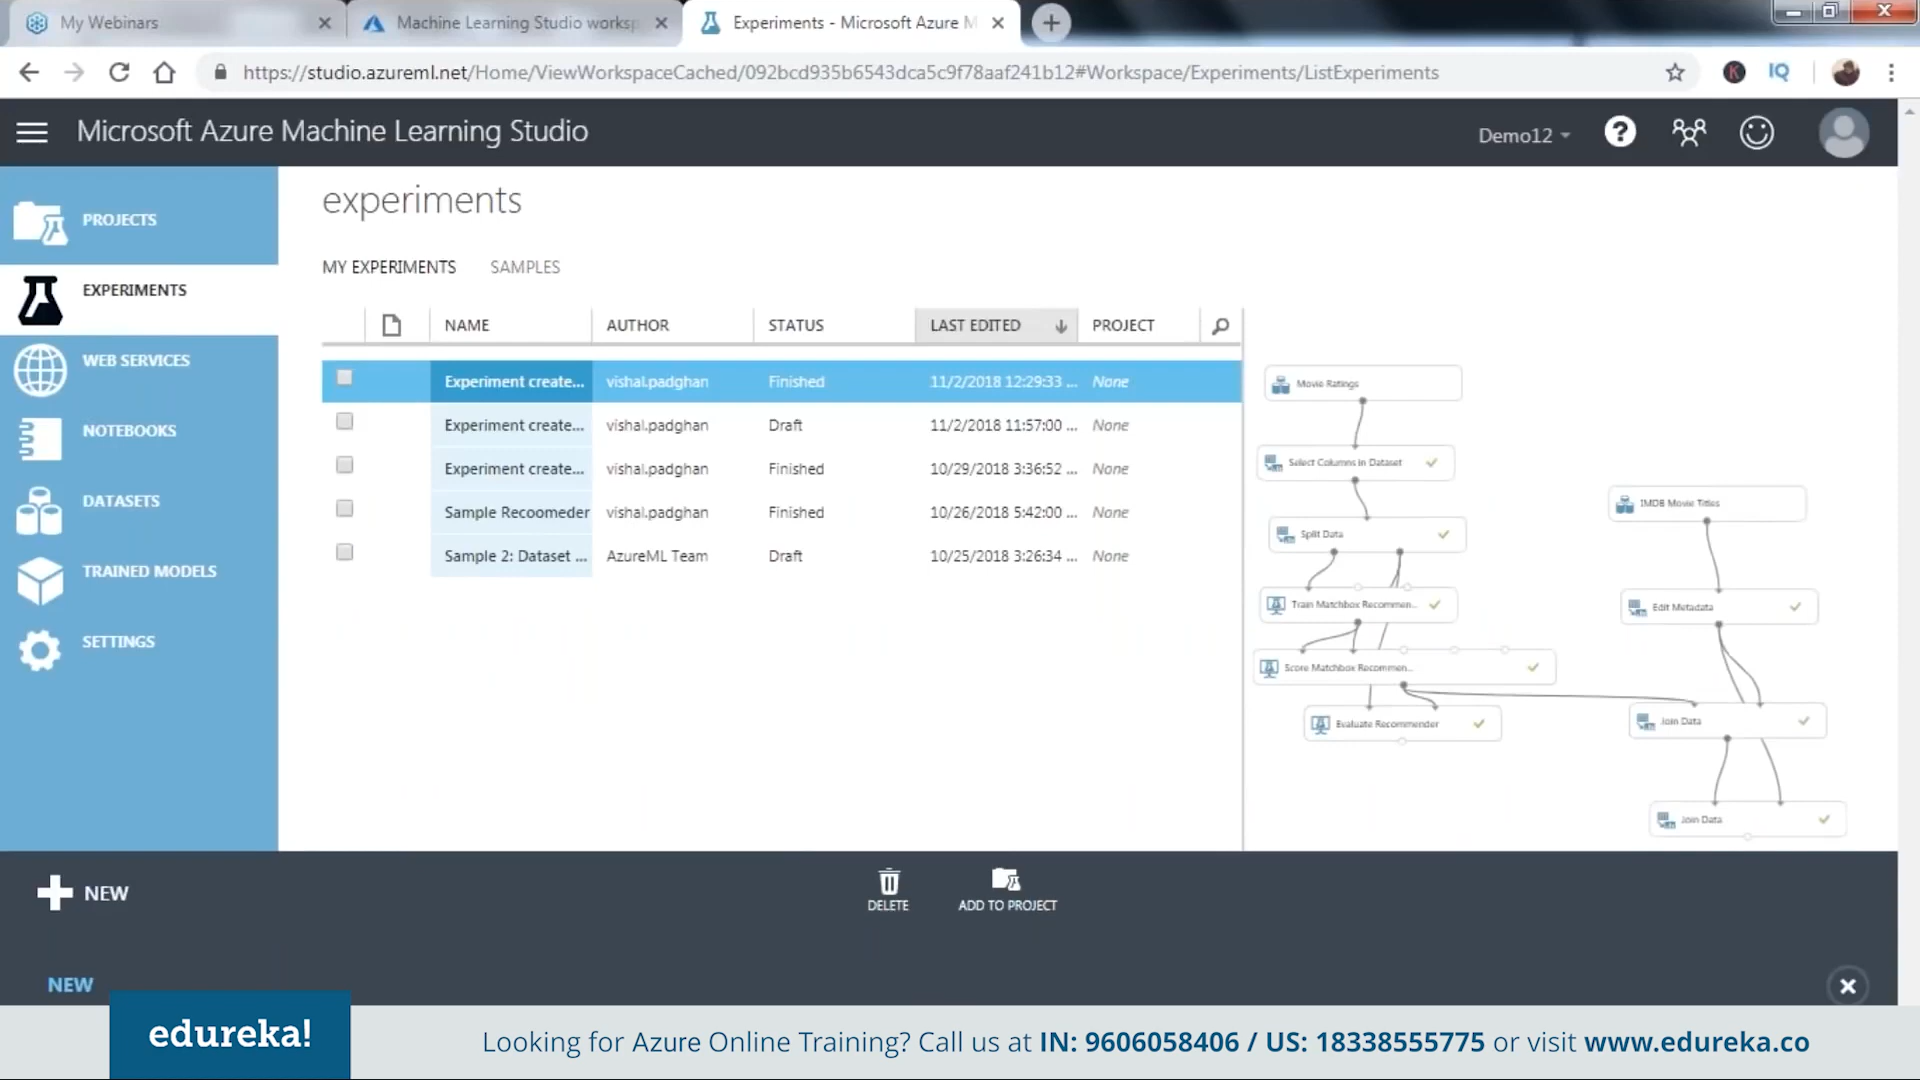 My Webinars
Machine Learning Studio worksp
Experiments - Microsoft Azure M
https://studio.azureml.net/Home/ViewWorkspaceCached/092bcd935b6543dca5c9f78aaf241b12#Workspace/Experiments/ListExperiments
K
IQ
Microsoft Azure Machine Learning Studio
Demo12
?
PROJECTS
EXPERIMENTS
WEB SERVICES
NOTEBOOKS
DATASETS
TRAINED MODELS
SETTINGS
experiments
MY EXPERIMENTS SAMPLES
NAME AUTHOR STATUS LAST EDITED PROJECT
Experiment create... vishal.padghan Finished 11/2/2018 12:29:33 ... None
Experiment create... vishal.padghan Draft 11/2/2018 11:57:00 ... None
Experiment create... vishal.padghan Finished 10/29/2018 3:36:52 ... None
Sample Recoomeder vishal.padghan Finished 10/26/2018 5:42:00 ... None
Sample 2: Dataset ... AzureML Team Draft 10/25/2018 3:26:34 ... None
Movie Ratings
Select Columns in Dataset
Split Data
Train Matchbox Recommen...
Score Matchbox Recommen...
Evaluate Recommender
IMDB Movie Titles
Edit Metadata
Join Data
Join Data
NEW
DELETE
ADD TO PROJECT
NEW
edureka!
Looking for Azure Online Training? Call us at IN: 9606058406 / US: 18338555775 or visit www.edureka.co